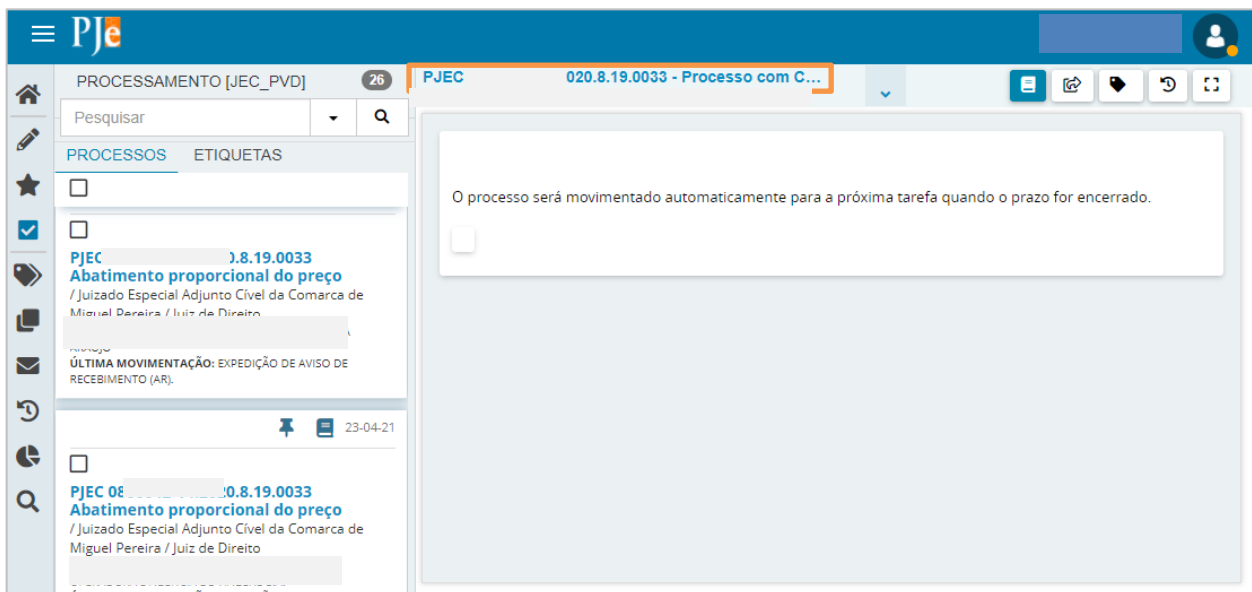 PJe
PROCESSAMENTO [JEC_PVD] 26
Pesquisar
PROCESSOS ETIQUETAS
PJEC 0.8.19.0033
Abatimento proporcional do preço
/ Juizado Especial Adjunto Cível da Comarca de
Miguel Pereira / Juiz de Direito
ÚLTIMA MOVIMENTAÇÃO: EXPEDIÇÃO DE AVISO DE
RECEBIMENTO (AR).
23-04-21
PJEC 08 20.8.19.0033
Abatimento proporcional do preço
/ Juizado Especial Adjunto Cível da Comarca de
Miguel Pereira / Juiz de Direito
PJEC 020.8.19.0033 - Processo com C...
O processo será movimentado automaticamente para a próxima tarefa quando o prazo for encerrado.